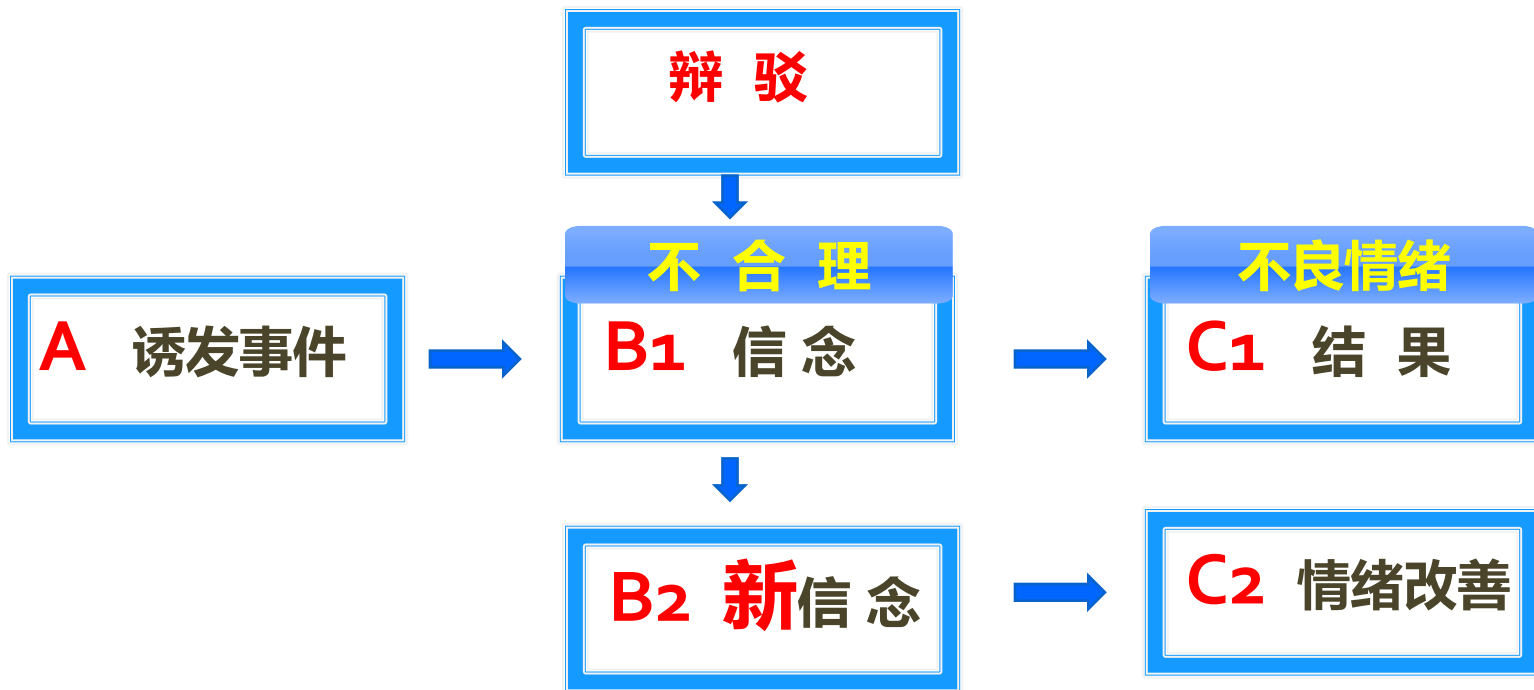 辩 驳
不 合 理
不良情绪
A 诱发事件
B1 信 念
C1 结 果
B2 新信 念
C2 情绪改善